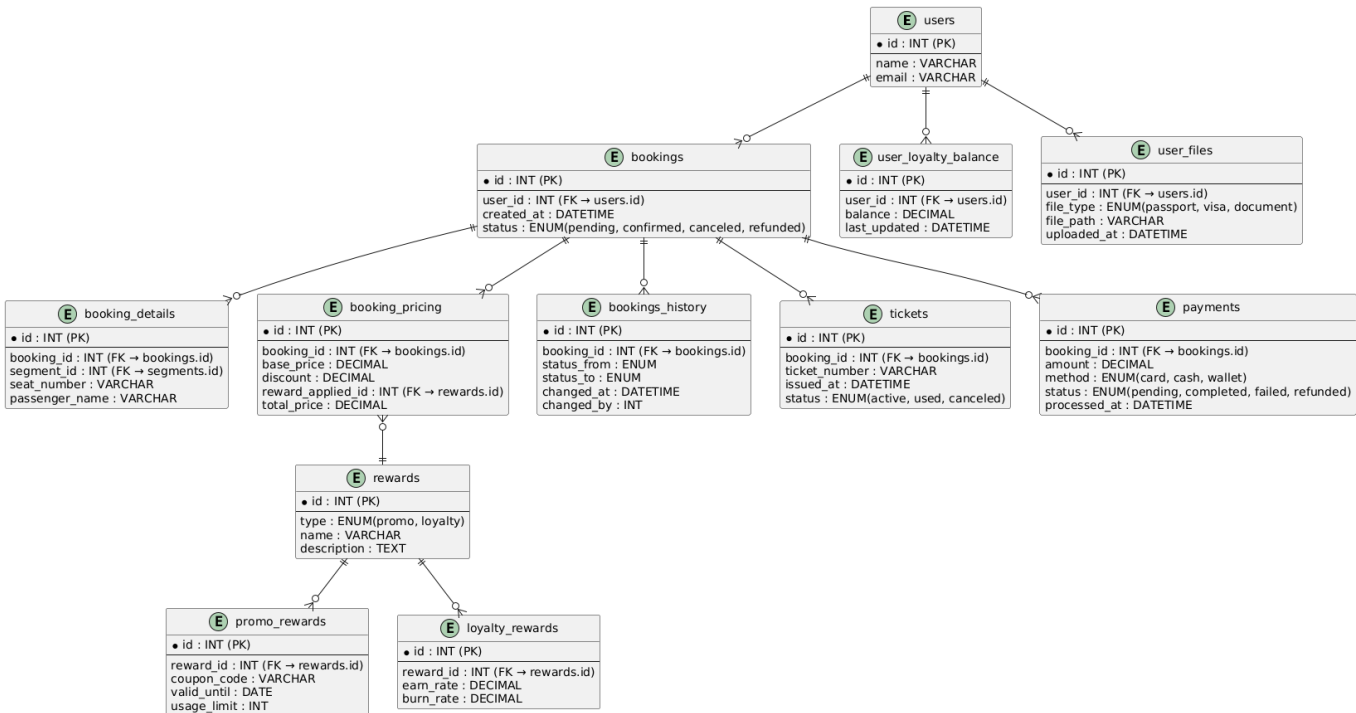 E users
* id : INT (PK)
name : VARCHAR
email : VARCHAR
E bookings
* id : INT (PK)
user_id : INT (FK → users.id)
created_at : DATETIME
status : ENUM(pending, confirmed, canceled, refunded)
E user_loyalty_balance
* id : INT (PK)
user_id : INT (FK → users.id)
balance : DECIMAL
last_updated : DATETIME
E user_files
* id : INT (PK)
user_id : INT (FK → users.id)
file_type : ENUM(passport, visa, document)
file_path : VARCHAR
uploaded_at : DATETIME
E booking_details
* id : INT (PK)
booking_id : INT (FK → bookings.id)
segment_id : INT (FK → segments.id)
seat_number : VARCHAR
passenger_name : VARCHAR
E booking_pricing
* id : INT (PK)
booking_id : INT (FK → bookings.id)
base_price : DECIMAL
discount : DECIMAL
reward_applied_id : INT (FK → rewards.id)
total_price : DECIMAL
E bookings_history
* id : INT (PK)
booking_id : INT (FK → bookings.id)
status_from : ENUM
status_to : ENUM
changed_at : DATETIME
changed_by : INT
E tickets
* id : INT (PK)
booking_id : INT (FK → bookings.id)
ticket_number : VARCHAR
issued_at : DATETIME
status : ENUM(active, used, canceled)
E payments
* id : INT (PK)
booking_id : INT (FK → bookings.id)
amount : DECIMAL
method : ENUM(card, cash, wallet)
status : ENUM(pending, completed, failed, refunded)
processed_at : DATETIME
E rewards
* id : INT (PK)
type : ENUM(promo, loyalty)
name : VARCHAR
description : TEXT
E promo_rewards
* id : INT (PK)
reward_id : INT (FK → rewards.id)
coupon_code : VARCHAR
valid_until : DATE
usage_limit : INT
E loyalty_rewards
* id : INT (PK)
reward_id : INT (FK → rewards.id)
earn_rate : DECIMAL
burn_rate : DECIMAL